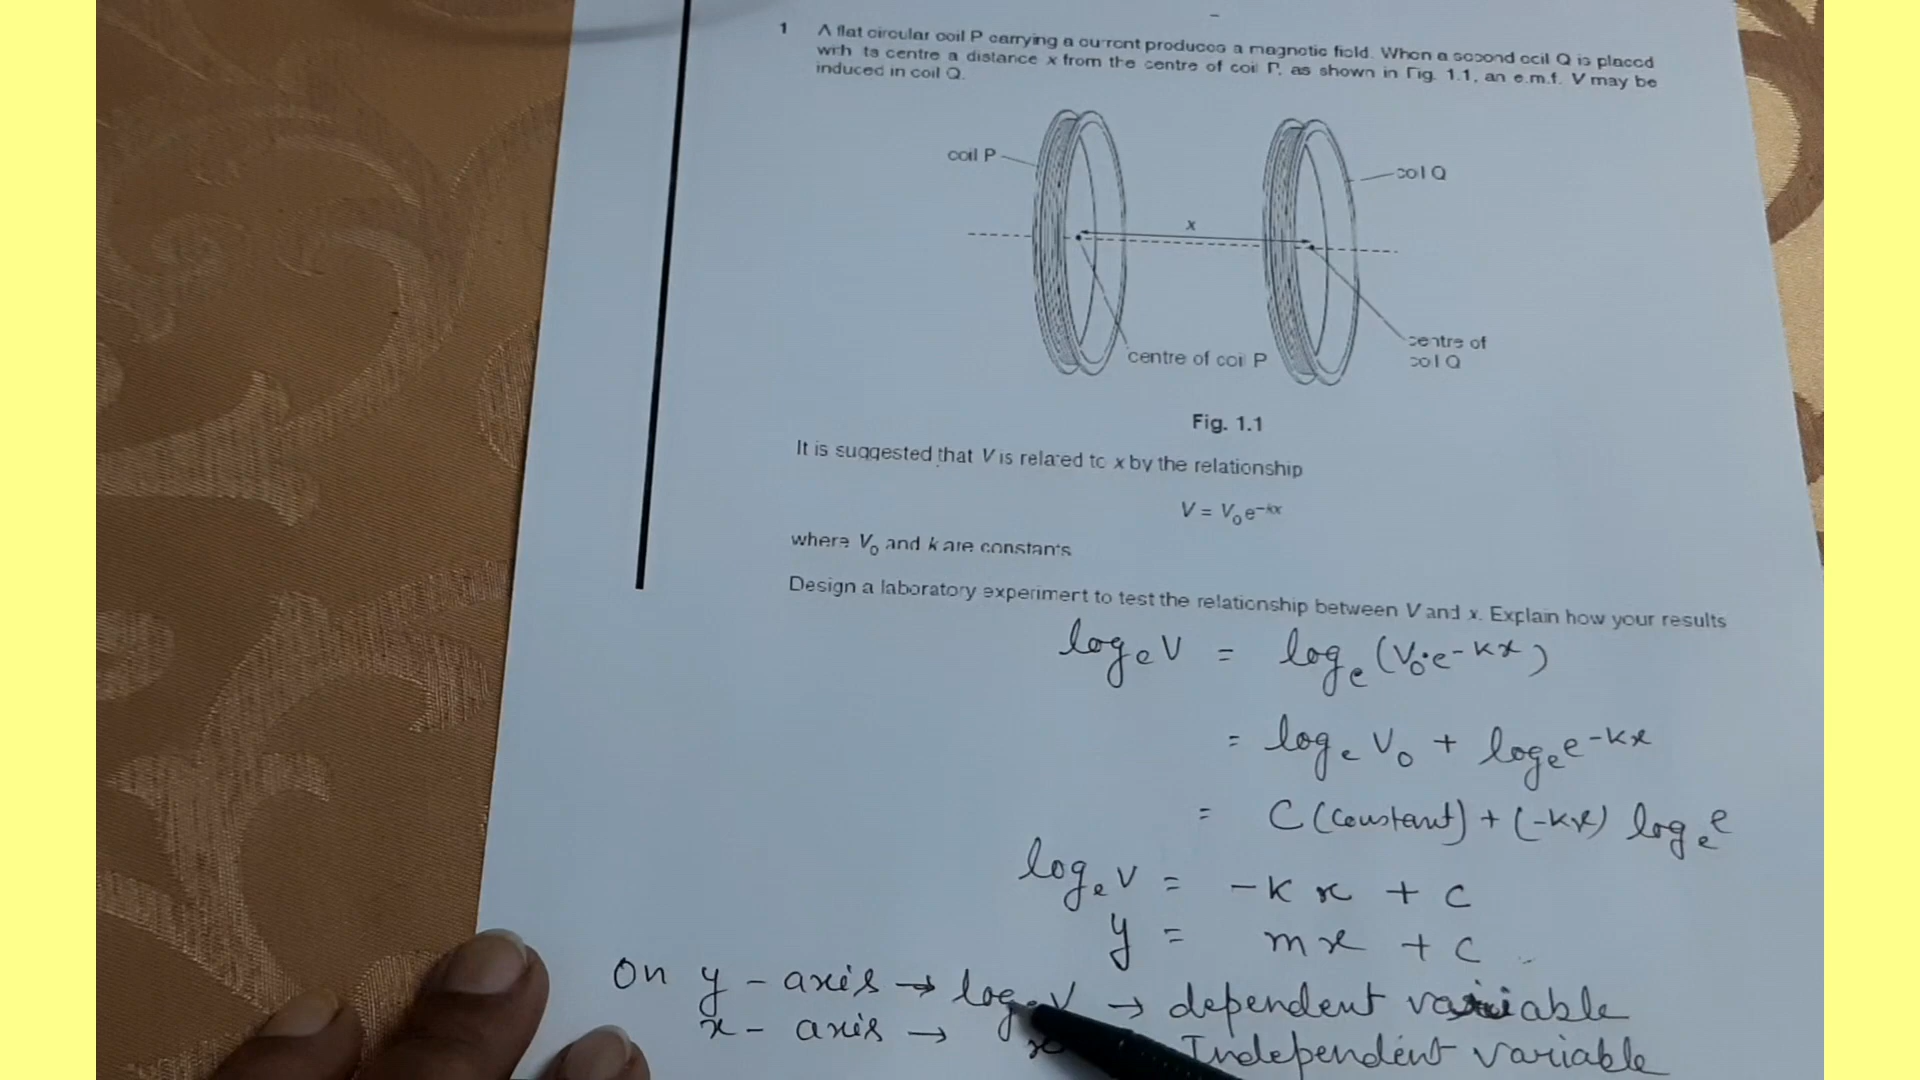 1 A flat circular coil P carrying a current produces a magnetic field. When a second coil Q is placed
with its centre a distance x from the centre of coil P, as shown in Fig. 1.1, an e.m.f. V may be
induced in coil Q.
coil P
coil Q
x
centre of coil P
centre of
coil Q
Fig. 1.1
It is suggested that V is related to x by the relationship
V = V₀e⁻ᵏˣ
where V₀ and k are constants
Design a laboratory experiment to test the relationship between V and x. Explain how your results
logₑV = logₑ(V₀·e⁻ᵏˣ)
= logₑV₀ + logₑe⁻ᵏˣ
= C (Constant) + (-kx) logₑe
logₑV = -kx + c
y = mx + c
On y-axis → logₑV → dependent variable
x-axis → x Independent variable